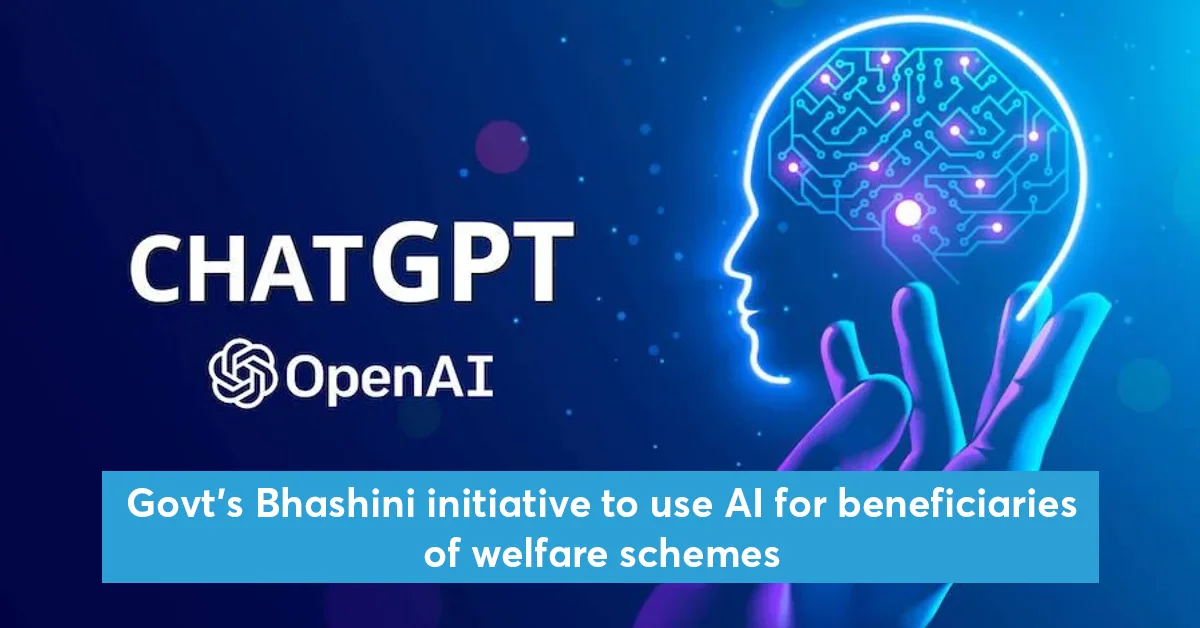 CHATGPT
OpenAI
Govt's Bhashini initiative to use AI for beneficiaries
of welfare schemes